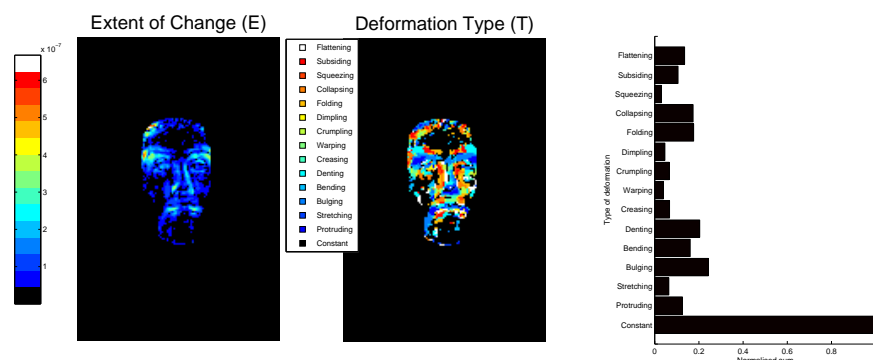 Extent of Change (E)
x 10⁻⁷
6
5
4
3
2
1
Deformation Type (T)
Flattening
Subsiding
Squeezing
Collapsing
Folding
Dimpling
Crumpling
Warping
Creasing
Denting
Bending
Bulging
Stretching
Protruding
Constant
Type of deformation
Flattening
Subsiding
Squeezing
Collapsing
Folding
Dimpling
Crumpling
Warping
Creasing
Denting
Bending
Bulging
Stretching
Protruding
Constant
0 0.2 0.4 0.6 0.8